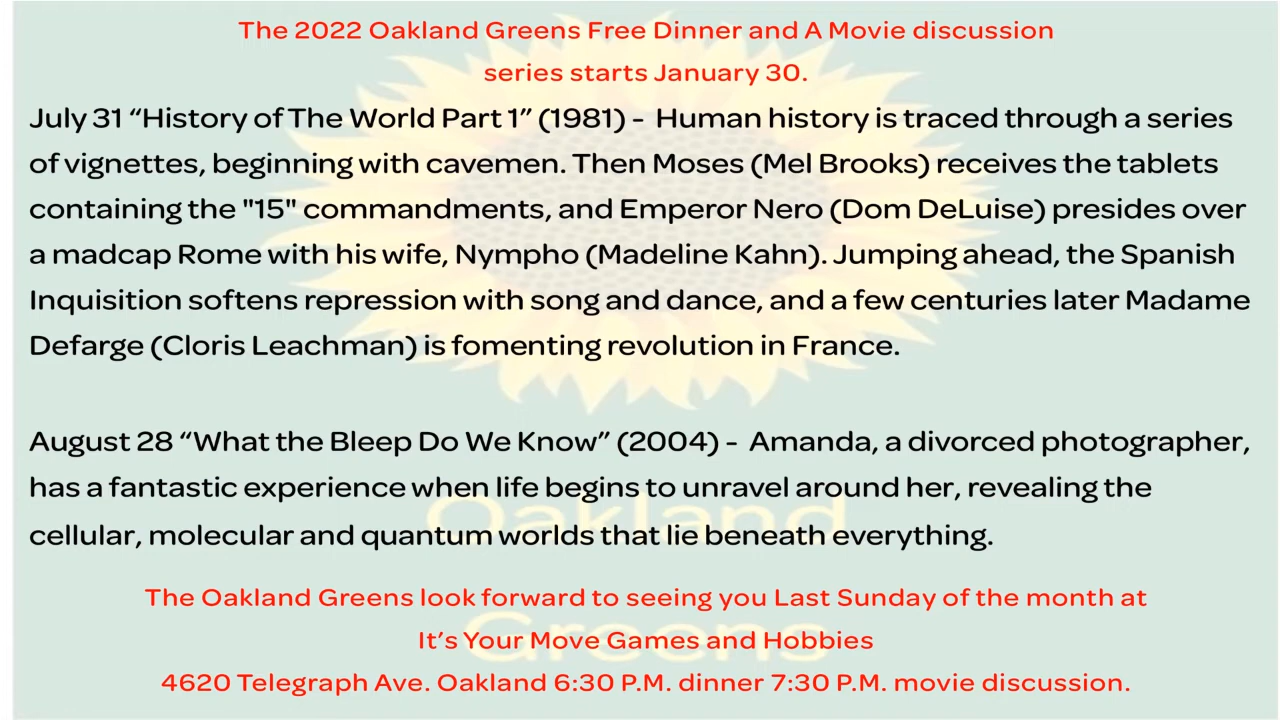 The 2022 Oakland Greens Free Dinner and A Movie discussion
series starts January 30.
July 31 “History of The World Part 1” (1981) - Human history is traced through a series
of vignettes, beginning with cavemen. Then Moses (Mel Brooks) receives the tablets
containing the "15" commandments, and Emperor Nero (Dom DeLuise) presides over
a madcap Rome with his wife, Nympho (Madeline Kahn). Jumping ahead, the Spanish
Inquisition softens repression with song and dance, and a few centuries later Madame
Defarge (Cloris Leachman) is fomenting revolution in France.
August 28 “What the Bleep Do We Know” (2004) - Amanda, a divorced photographer,
has a fantastic experience when life begins to unravel around her, revealing the
Oakland
cellular, molecular and quantum worlds that lie beneath everything.
The Oakland Greens look forward to seeing you Last Sunday of the month at
Greens
It’s Your Move Games and Hobbies
4620 Telegraph Ave. Oakland 6:30 P.M. dinner 7:30 P.M. movie discussion.